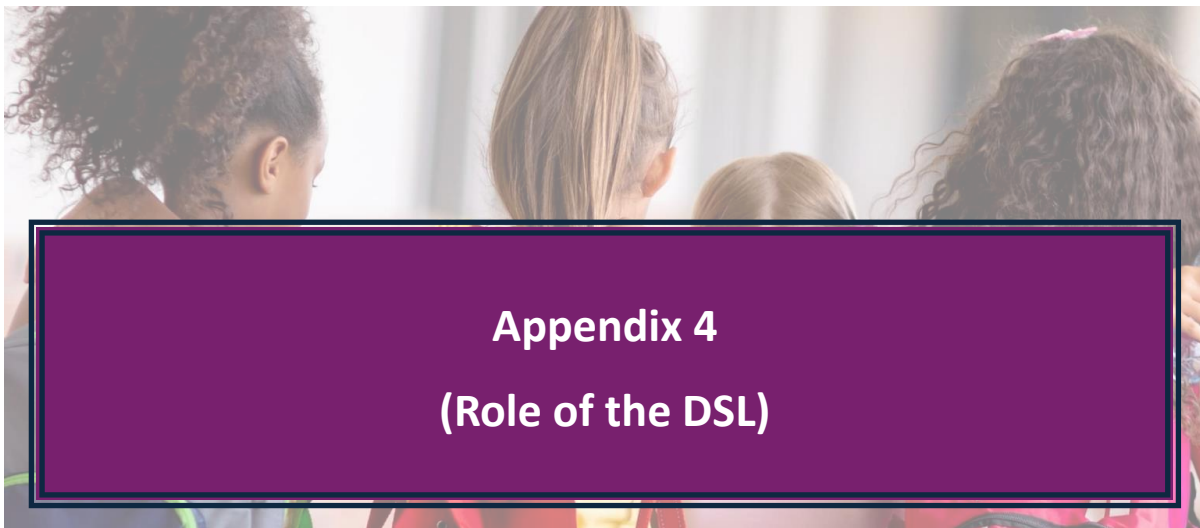 Appendix 4
(Role of the DSL)